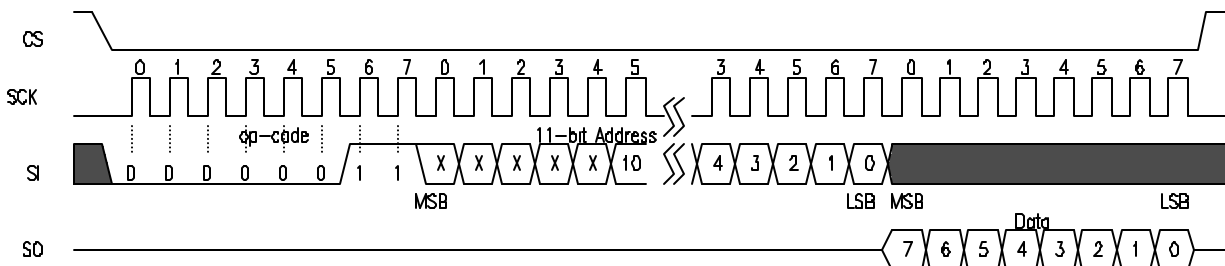 CS
0 1 2 3 4 5 6 7 0 1 2 3 4 5 3 4 5 6 7 0 1 2 3 4 5 6 7
SCK
op-code 11-bit Address
SI 0 0 0 0 0 0 1 1 X X X X X 10 4 3 2 1 0
MSB LSB MSB LSB
Data
SO 7 6 5 4 3 2 1 0